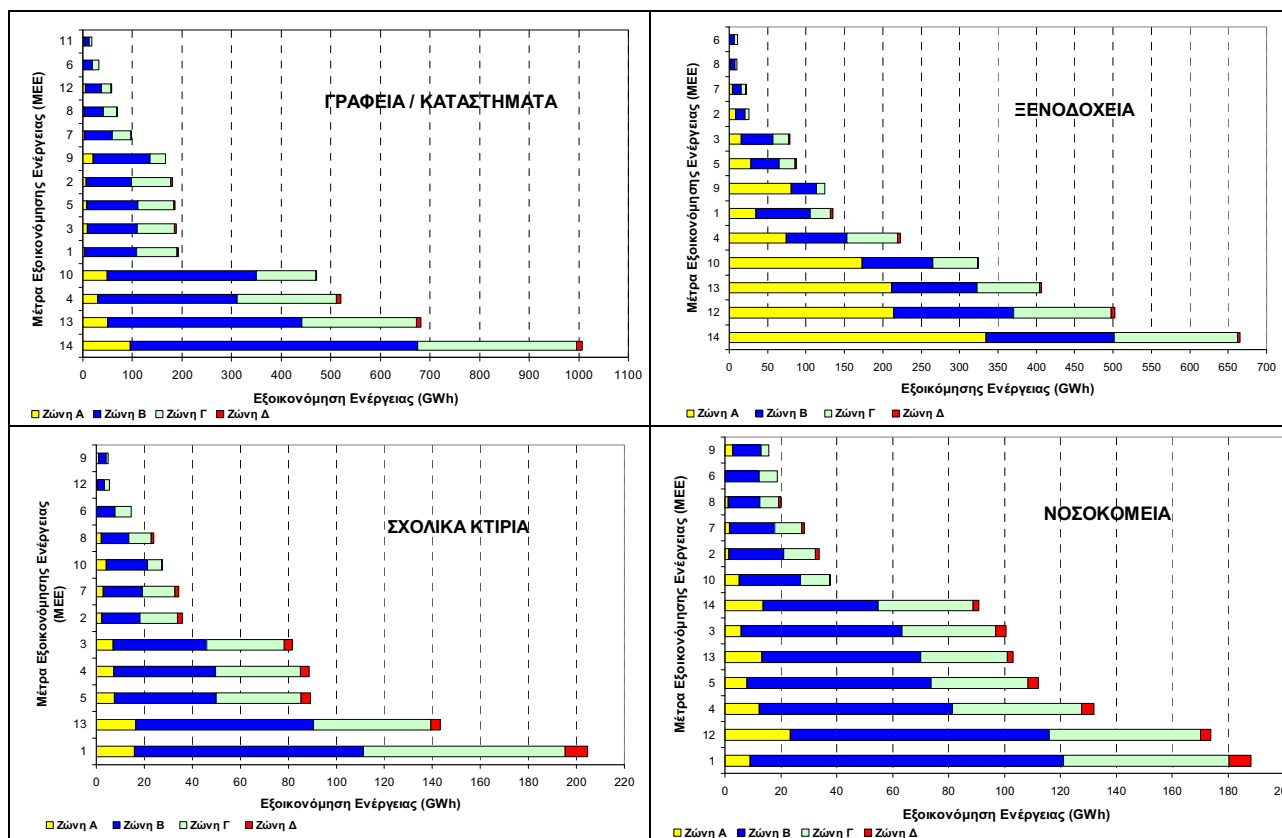 Μέτρα Εξοικονόμησης Ενέργειας (ΜΕΕ)
11
6
12
8
7
9
2
5
3
1
10
4
13
14
ΓΡΑΦΕΙΑ / ΚΑΤΑΣΤΗΜΑΤΑ
0 100 200 300 400 500 600 700 800 900 1000 1100
Εξοικονόμηση Ενέργειας (GWh)
Ζώνη Α Ζώνη Β Ζώνη Γ Ζώνη Δ
Μέτρα Εξοικονόμησης Ενέργειας (ΜΕΕ)
6
8
7
2
3
5
9
1
4
10
13
12
14
ΞΕΝΟΔΟΧΕΙΑ
0 50 100 150 200 250 300 350 400 450 500 550 600 650 700
Εξοικόμησης Ενέργειας (GWh)
Ζώνη Α Ζώνη Β Ζώνη Γ Ζώνη Δ
Μέτρα Εξοικονόμησης Ενέργειας
(ΜΕΕ)
9
12
6
8
10
7
2
3
4
5
13
1
ΣΧΟΛΙΚΑ ΚΤΙΡΙΑ
0 20 40 60 80 100 120 140 160 180 200 220
Εξοικονόμηση Ενέργειας (GWh)
Ζώνη Α Ζώνη Β Ζώνη Γ Ζώνη Δ
Μέτρα Εξοικονόμησης Ενέργειας (ΜΕΕ)
9
6
8
7
2
10
14
3
13
5
4
12
1
ΝΟΣΟΚΟΜΕΙΑ
0 20 40 60 80 100 120 140 160 180
Εξοικονόμηση Ενέργειας (GWh)
Ζώνη Α Ζώνη Β Ζώνη Γ Ζώνη Δ